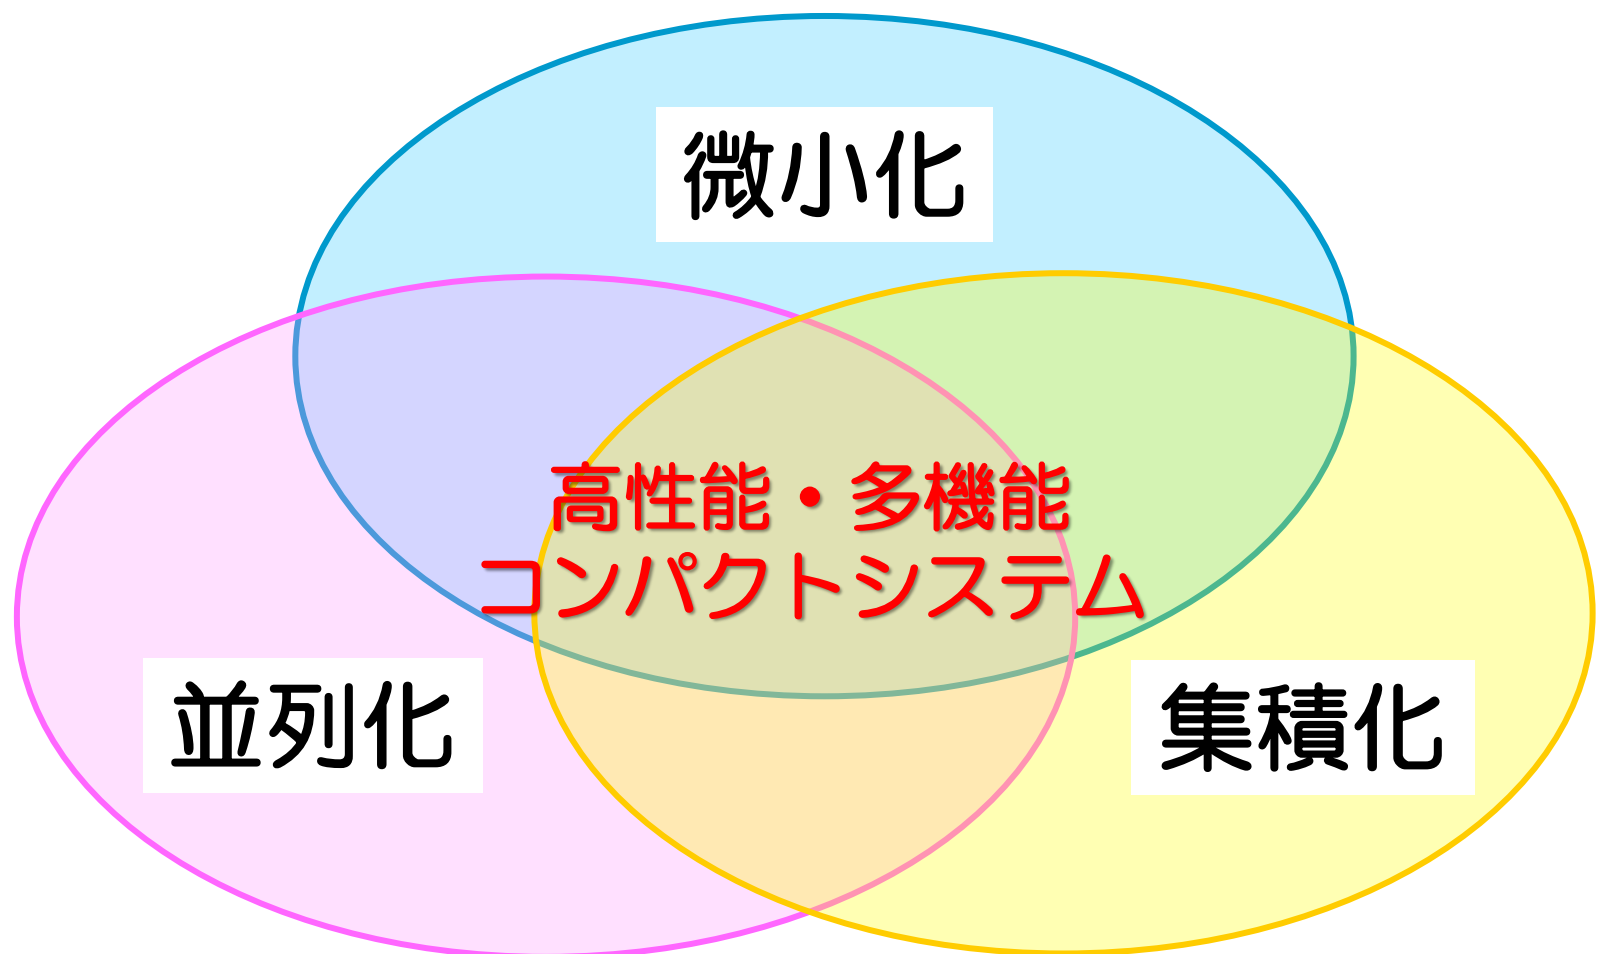 微小化
高性能・多機能
コンパクトシステム
並列化
集積化